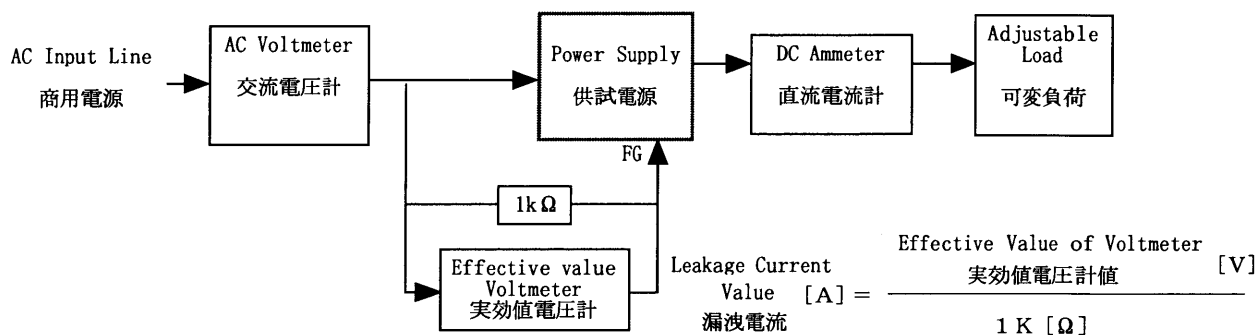 AC Input Line
商用電源
AC Voltmeter
交流電圧計
Power Supply
供試電源
DC Ammeter
直流電流計
Adjustable
Load
可変負荷
FG
1kΩ
Effective value
Voltmeter
実効値電圧計
Leakage Current
Value [A] =
漏洩電流
Effective Value of Voltmeter
実効値電圧計値 [V]
1 K [Ω]